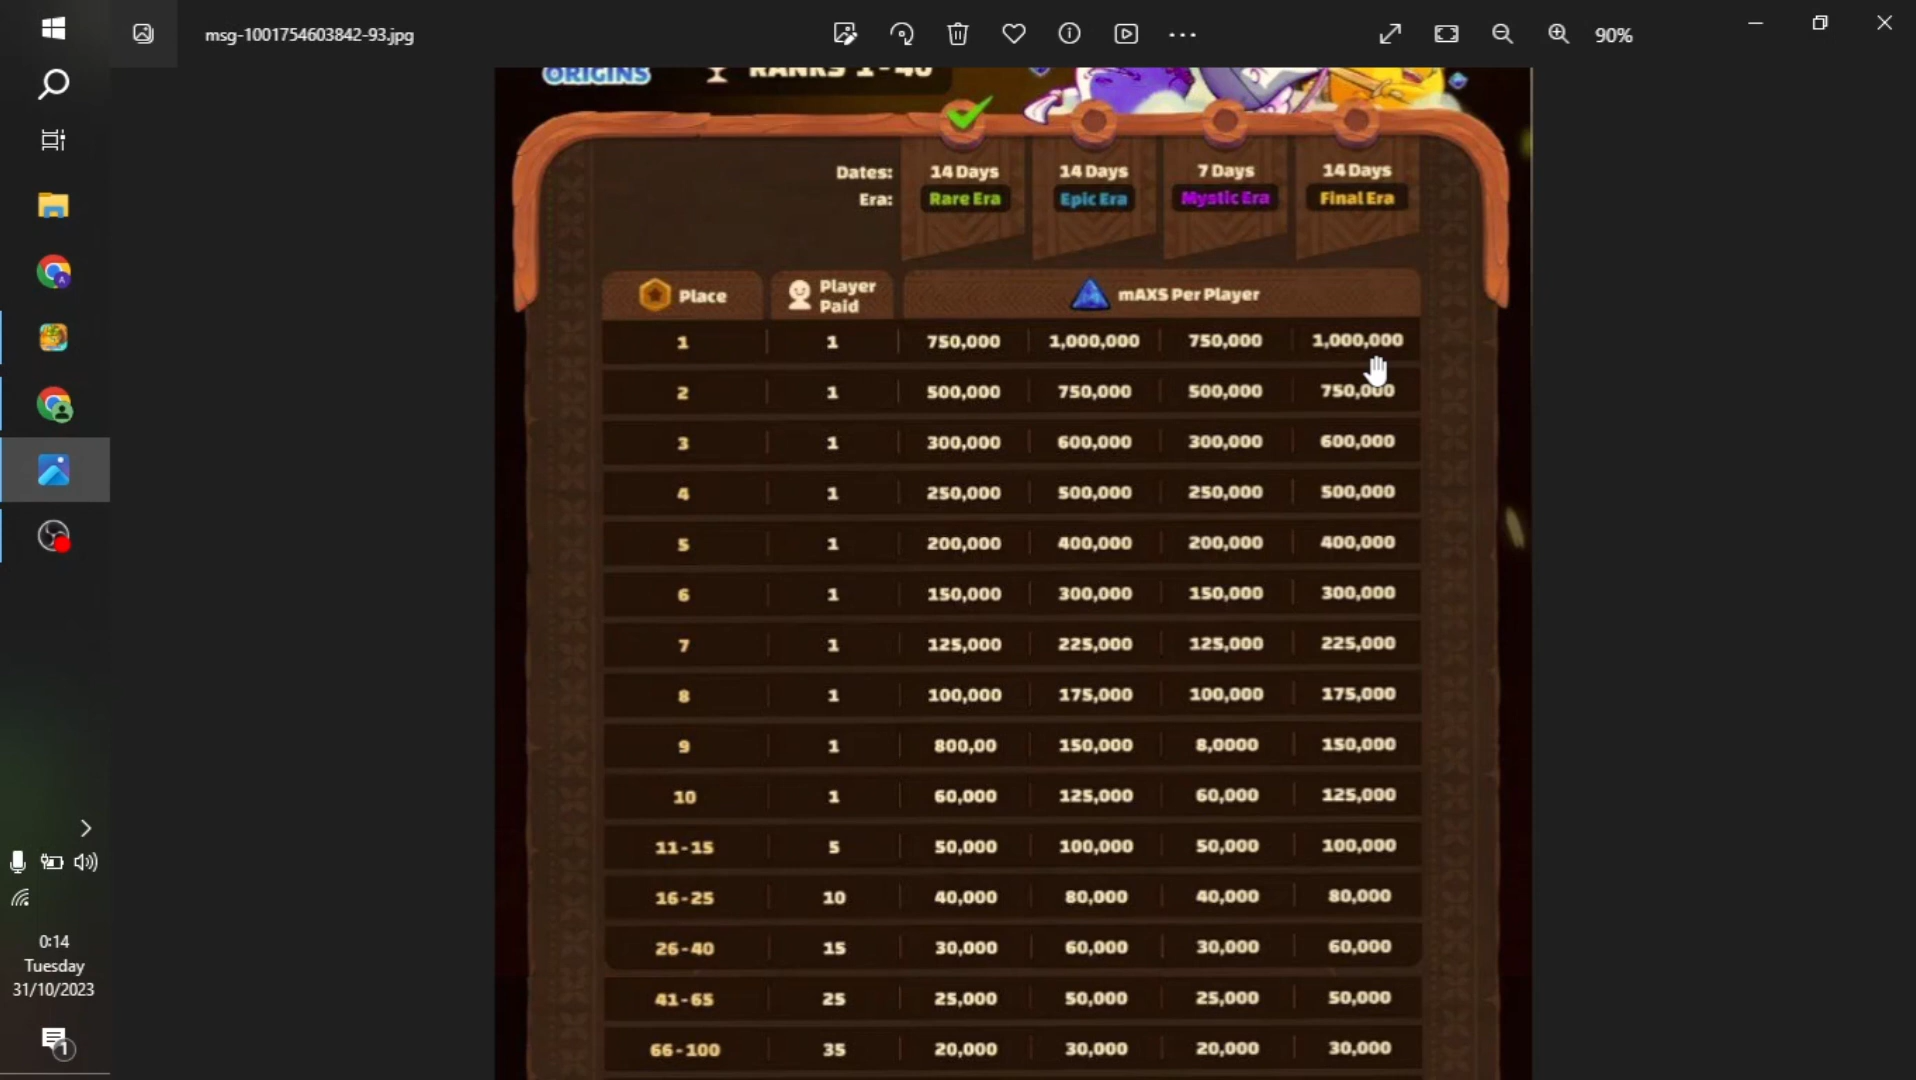 msg-1001754603842-93.jpg
90%
ORIGINS RANKS 1-40
Dates: 14 Days 14 Days 7 Days 14 Days
Era: Rare Era Epic Era Mystic Era Final Era
Place Player Paid mAXS Per Player
1 1 750,000 1,000,000 750,000 1,000,000
2 1 500,000 750,000 500,000 750,000
3 1 300,000 600,000 300,000 600,000
4 1 250,000 500,000 250,000 500,000
5 1 200,000 400,000 200,000 400,000
6 1 150,000 300,000 150,000 300,000
7 1 125,000 225,000 125,000 225,000
8 1 100,000 175,000 100,000 175,000
9 1 800,00 150,000 8,0000 150,000
10 1 60,000 125,000 60,000 125,000
11-15 5 50,000 100,000 50,000 100,000
16-25 10 40,000 80,000 40,000 80,000
26-40 15 30,000 60,000 30,000 60,000
41-65 25 25,000 50,000 25,000 50,000
66-100 35 20,000 30,000 20,000 30,000
0:14
Tuesday
31/10/2023
1